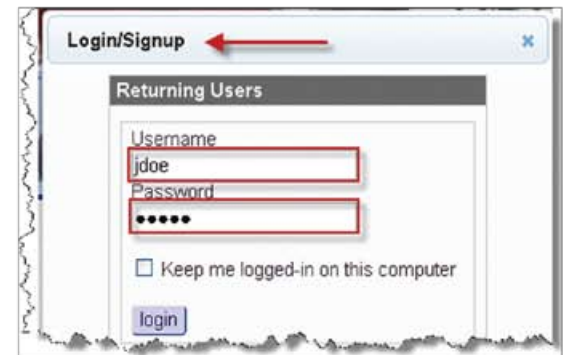 Login/Signup
Returning Users
Username
jdoe
Password
•••••
Keep me logged-in on this computer
login